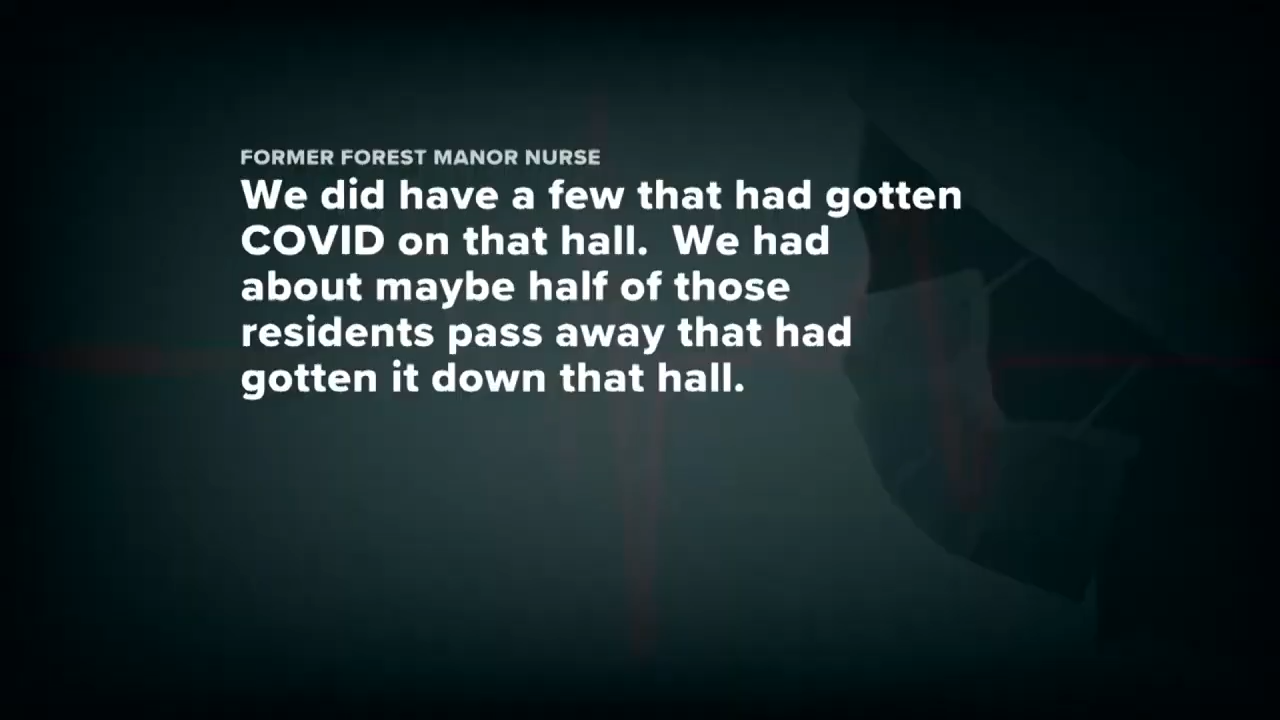 FORMER FOREST MANOR NURSE
We did have a few that had gotten
COVID on that hall.  We had
about maybe half of those
residents pass away that had
gotten it down that hall.